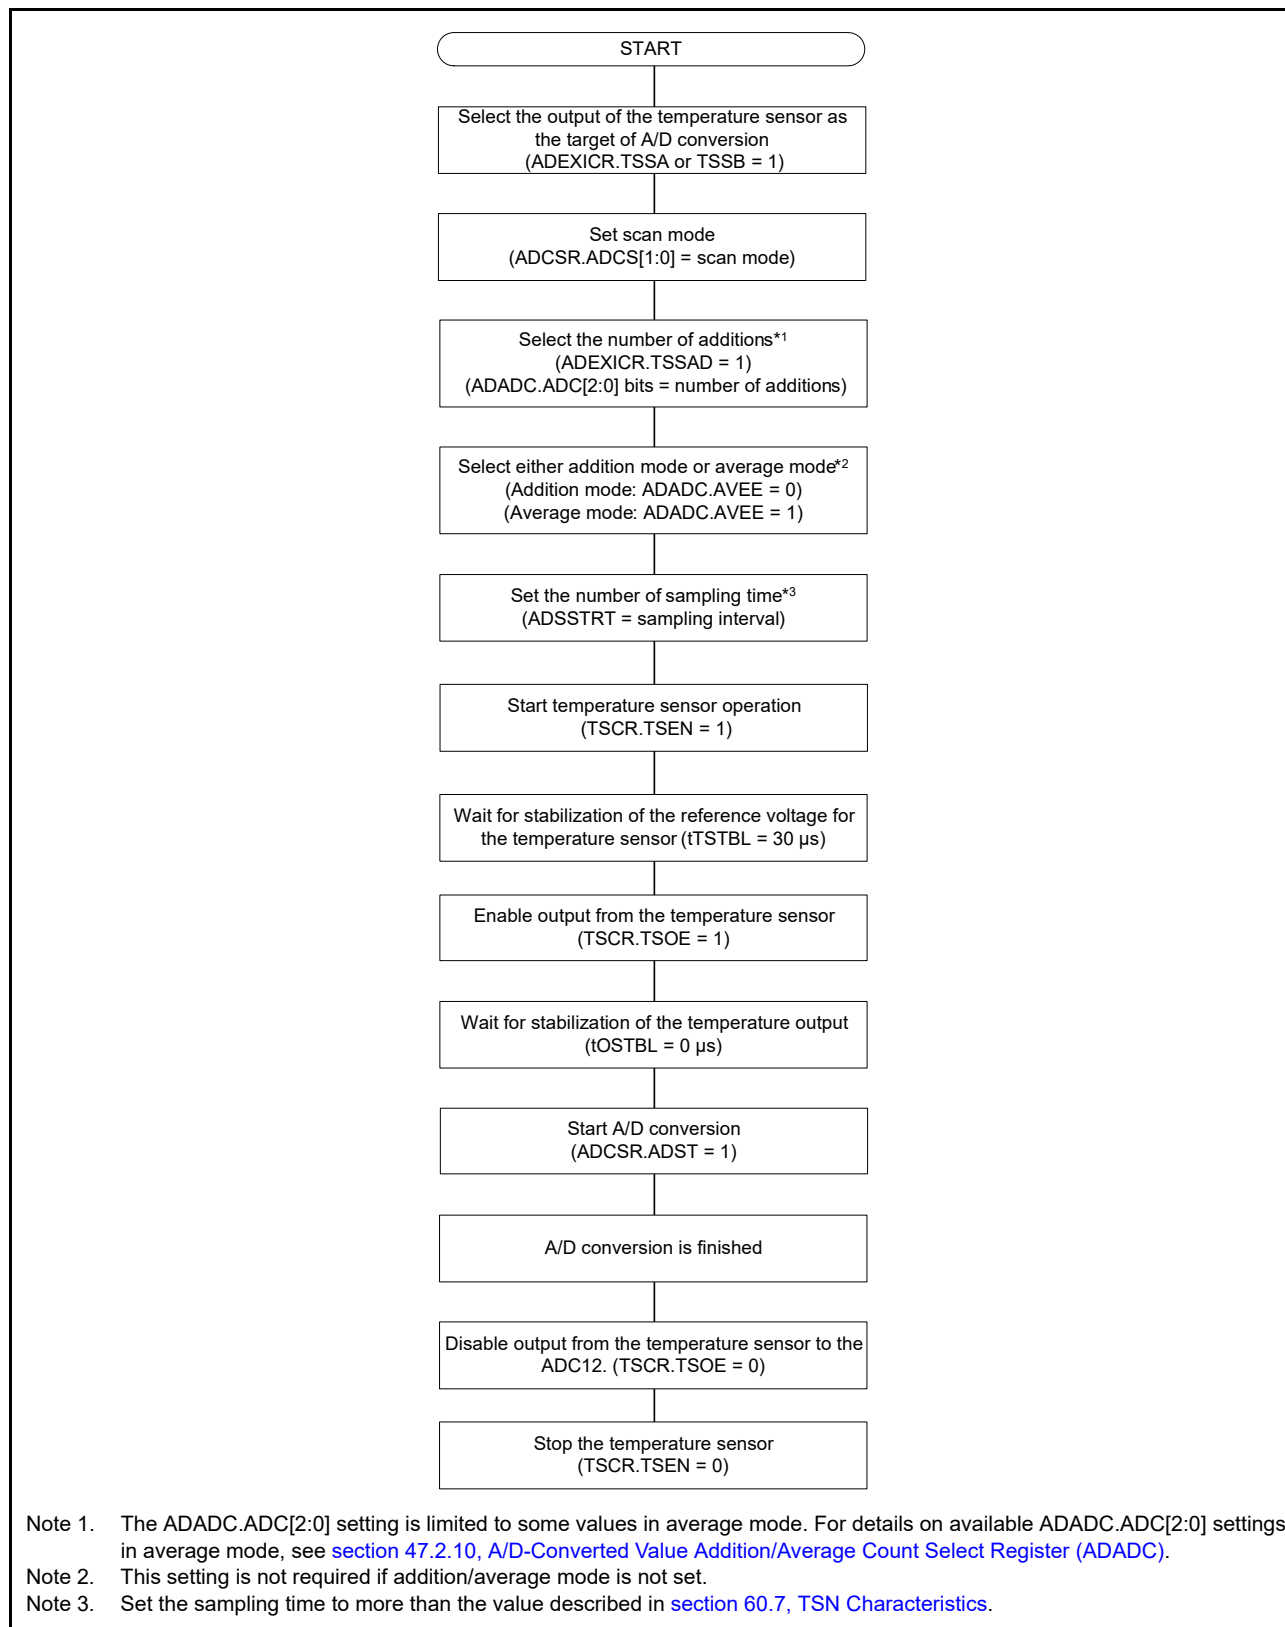 START
Select the output of the temperature sensor as
the target of A/D conversion
(ADEXICR.TSSA or TSSB = 1)
Set scan mode
(ADCSR.ADCS[1:0] = scan mode)
Select the number of additions*1
(ADEXICR.TSSAD = 1)
(ADADC.ADC[2:0] bits = number of additions)
Select either addition mode or average mode*2
(Addition mode: ADADC.AVEE = 0)
(Average mode: ADADC.AVEE = 1)
Set the number of sampling time*3
(ADSSTRT = sampling interval)
Start temperature sensor operation
(TSCR.TSEN = 1)
Wait for stabilization of the reference voltage for
the temperature sensor (tTSTBL = 30 µs)
Enable output from the temperature sensor
(TSCR.TSOE = 1)
Wait for stabilization of the temperature output
(tOSTBL = 0 µs)
Start A/D conversion
(ADCSR.ADST = 1)
A/D conversion is finished
Disable output from the temperature sensor to the
ADC12. (TSCR.TSOE = 0)
Stop the temperature sensor
(TSCR.TSEN = 0)
Note 1. The ADADC.ADC[2:0] setting is limited to some values in average mode. For details on available ADADC.ADC[2:0] settings
in average mode, see section 47.2.10, A/D-Converted Value Addition/Average Count Select Register (ADADC).
Note 2. This setting is not required if addition/average mode is not set.
Note 3. Set the sampling time to more than the value described in section 60.7, TSN Characteristics.